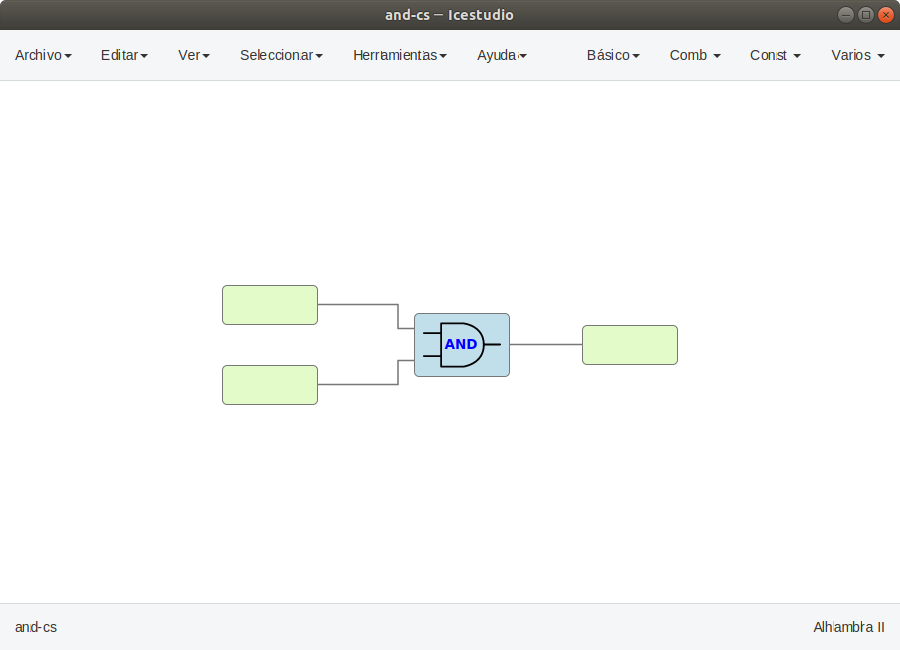 and-cs – Icestudio
Archivo Editar Ver Seleccionar Herramientas Ayuda Básico Comb Const Varios
AND
and-cs Alhambra II